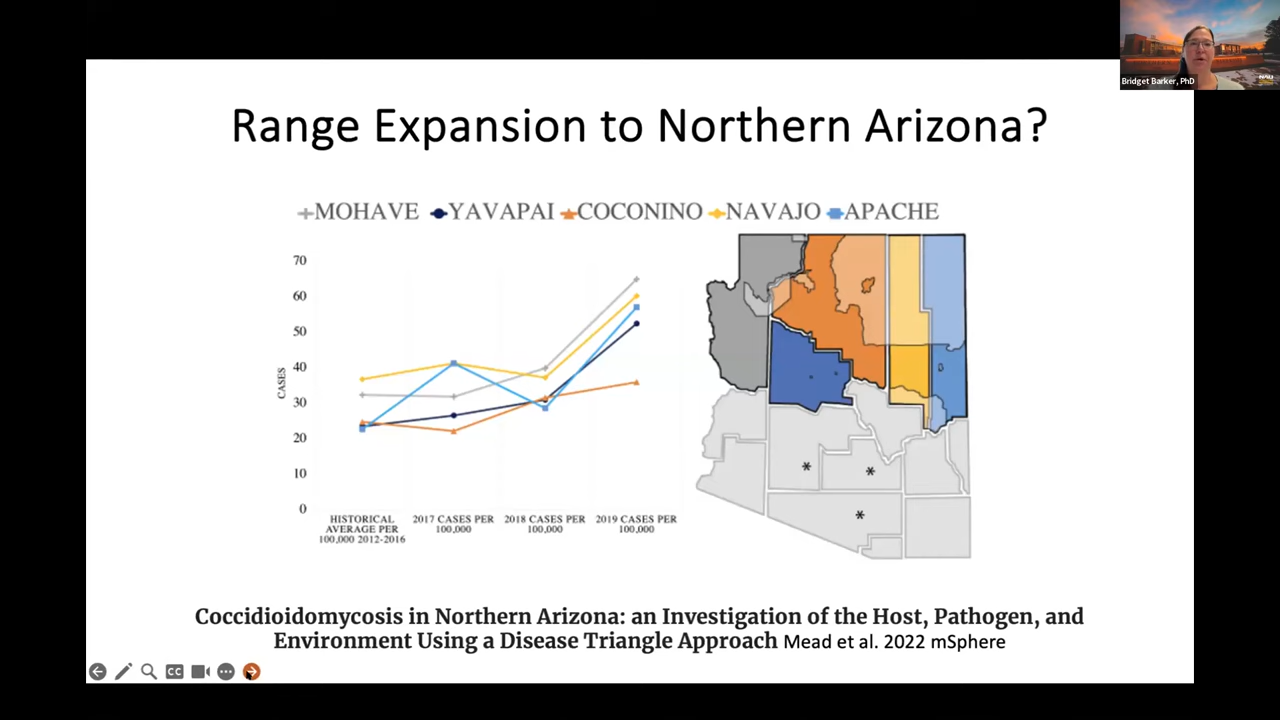 Bridget Barker, PhD
NAU
Range Expansion to Northern Arizona?
MOHAVE YAVAPAI COCONINO NAVAJO APACHE
70
60
50
40
30
20
10
0
CASES
HISTORICAL
AVERAGE PER
100,000 2012-2016
2017 CASES PER
100,000
2018 CASES PER
100,000
2019 CASES PER
100,000
*
*
*
Coccidioidomycosis in Northern Arizona: an Investigation of the Host, Pathogen, and
Environment Using a Disease Triangle Approach Mead et al. 2022 mSphere
CC